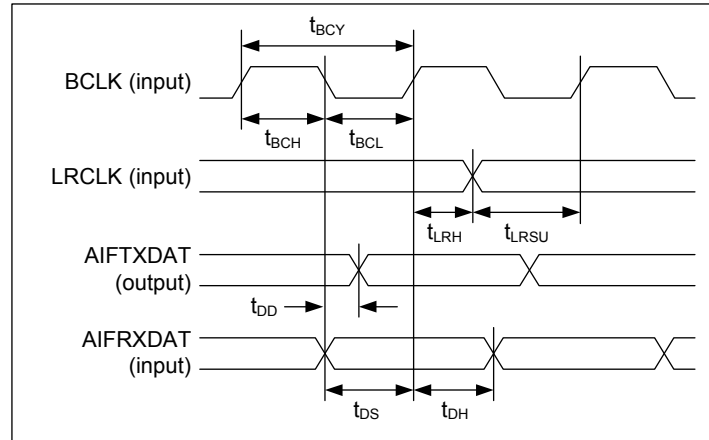 tBCY
BCLK (input)
tBCH
tBCL
LRCLK (input)
tLRH
tLRSU
AIFTXDAT
(output)
tDD
AIFRXDAT
(input)
tDS
tDH